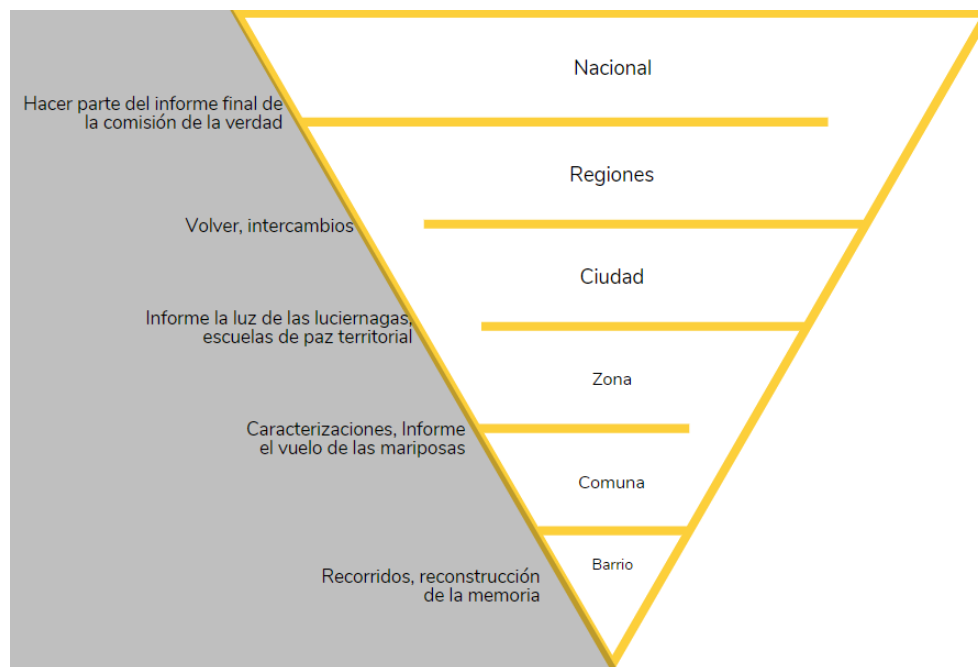 Nacional
Hacer parte del informe final de
la comisión de la verdad
Regiones
Volver, intercambios
Ciudad
Informe la luz de las luciernagas,
escuelas de paz territorial
Zona
Caracterizaciones, Informe
el vuelo de las mariposas
Comuna
Barrio
Recorridos, reconstrucción
de la memoria